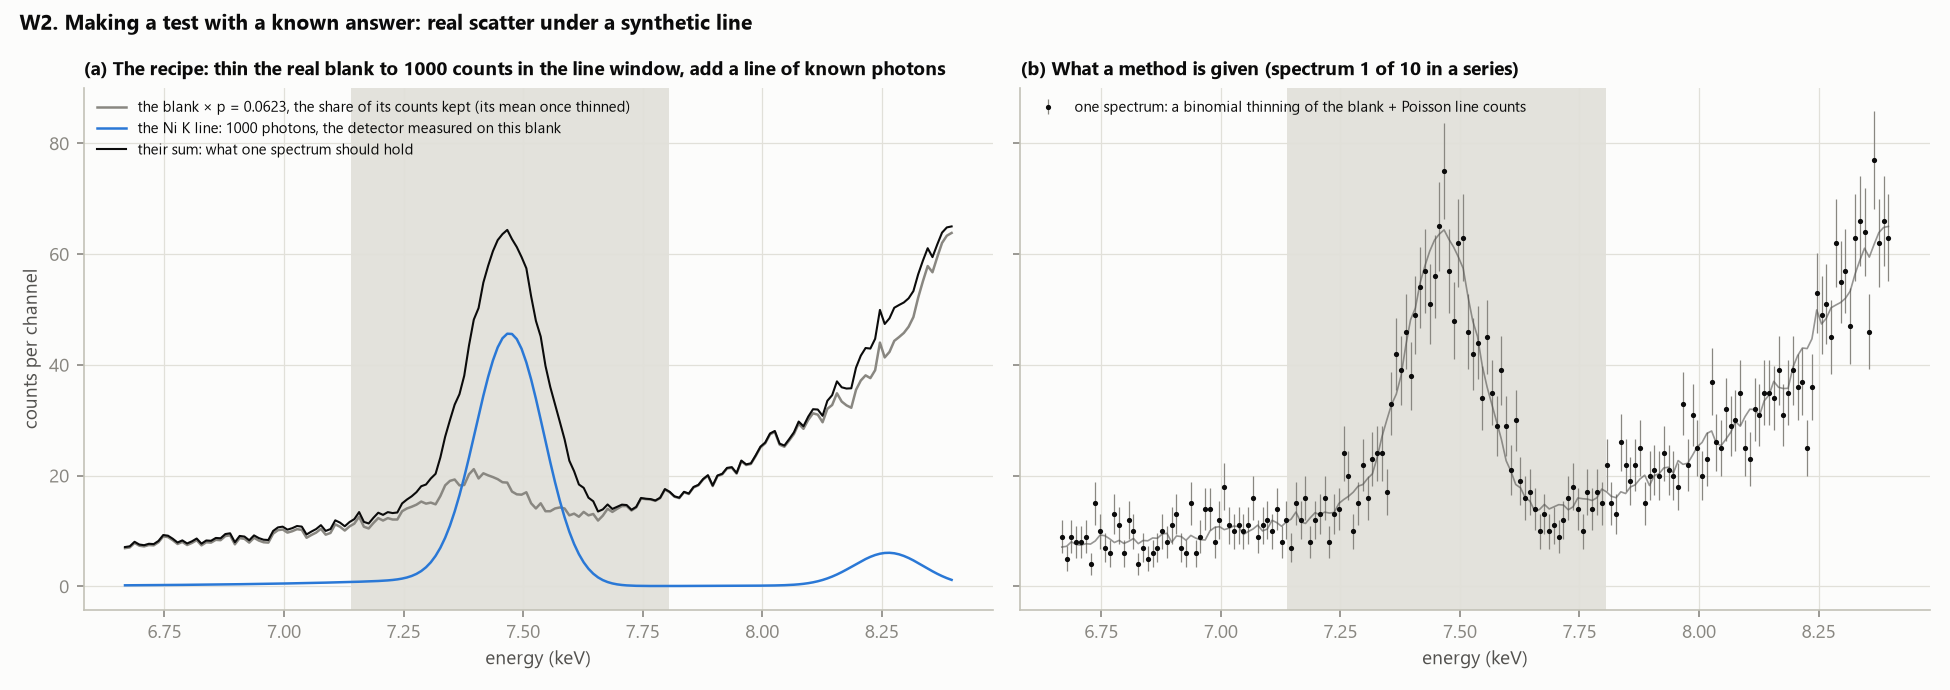 W2. Making a test with a known answer: real scatter under a synthetic line
(a) The recipe: thin the real blank to 1000 counts in the line window, add a line of known photons
the blank × p = 0.0623, the share of its counts kept (its mean once thinned)
the Ni K line: 1000 photons, the detector measured on this blank
their sum: what one spectrum should hold
80
60
40
20
0
counts per channel
6.75 7.00 7.25 7.50 7.75 8.00 8.25
energy (keV)
(b) What a method is given (spectrum 1 of 10 in a series)
one spectrum: a binomial thinning of the blank + Poisson line counts
6.75 7.00 7.25 7.50 7.75 8.00 8.25
energy (keV)